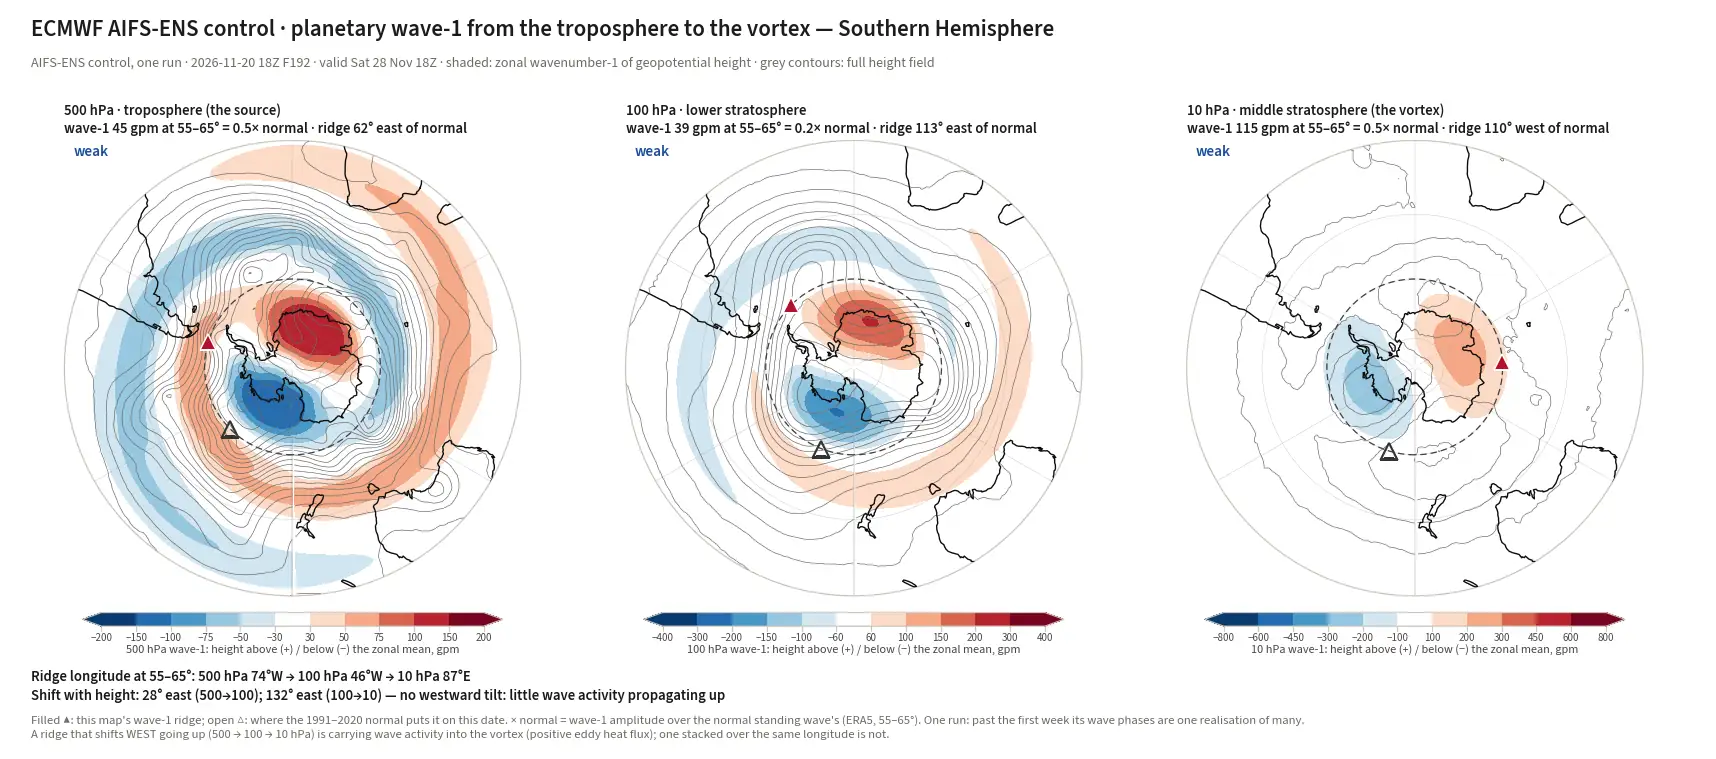 ECMWF AIFS-ENS control · planetary wave-1 from the troposphere to the vortex — Southern Hemisphere
AIFS-ENS control, one run · 2026-11-20 18Z F192 · valid Sat 28 Nov 18Z · shaded: zonal wavenumber-1 of geopotential height · grey contours: full height field
500 hPa · troposphere (the source)
wave-1 45 gpm at 55–65° = 0.5× normal · ridge 62° east of normal
weak
100 hPa · lower stratosphere
wave-1 39 gpm at 55–65° = 0.2× normal · ridge 113° east of normal
weak
10 hPa · middle stratosphere (the vortex)
wave-1 115 gpm at 55–65° = 0.5× normal · ridge 110° west of normal
weak
−200 −150 −100 −75 −50 −30 30 50 75 100 150 200
500 hPa wave-1: height above (+) / below (−) the zonal mean, gpm
−400 −300 −200 −150 −100 −60 60 100 150 200 300 400
100 hPa wave-1: height above (+) / below (−) the zonal mean, gpm
−800 −600 −450 −300 −200 −100 100 200 300 450 600 800
10 hPa wave-1: height above (+) / below (−) the zonal mean, gpm
Ridge longitude at 55–65°: 500 hPa 74°W → 100 hPa 46°W → 10 hPa 87°E
Shift with height: 28° east (500→100); 132° east (100→10) — no westward tilt: little wave activity propagating up
Filled ▲: this map's wave-1 ridge; open △: where the 1991–2020 normal puts it on this date. × normal = wave-1 amplitude over the normal standing wave's (ERA5, 55–65°). One run: past the first week its wave phases are one realisation of many.
A ridge that shifts WEST going up (500 → 100 → 10 hPa) is carrying wave activity into the vortex (positive eddy heat flux); one stacked over the same longitude is not.